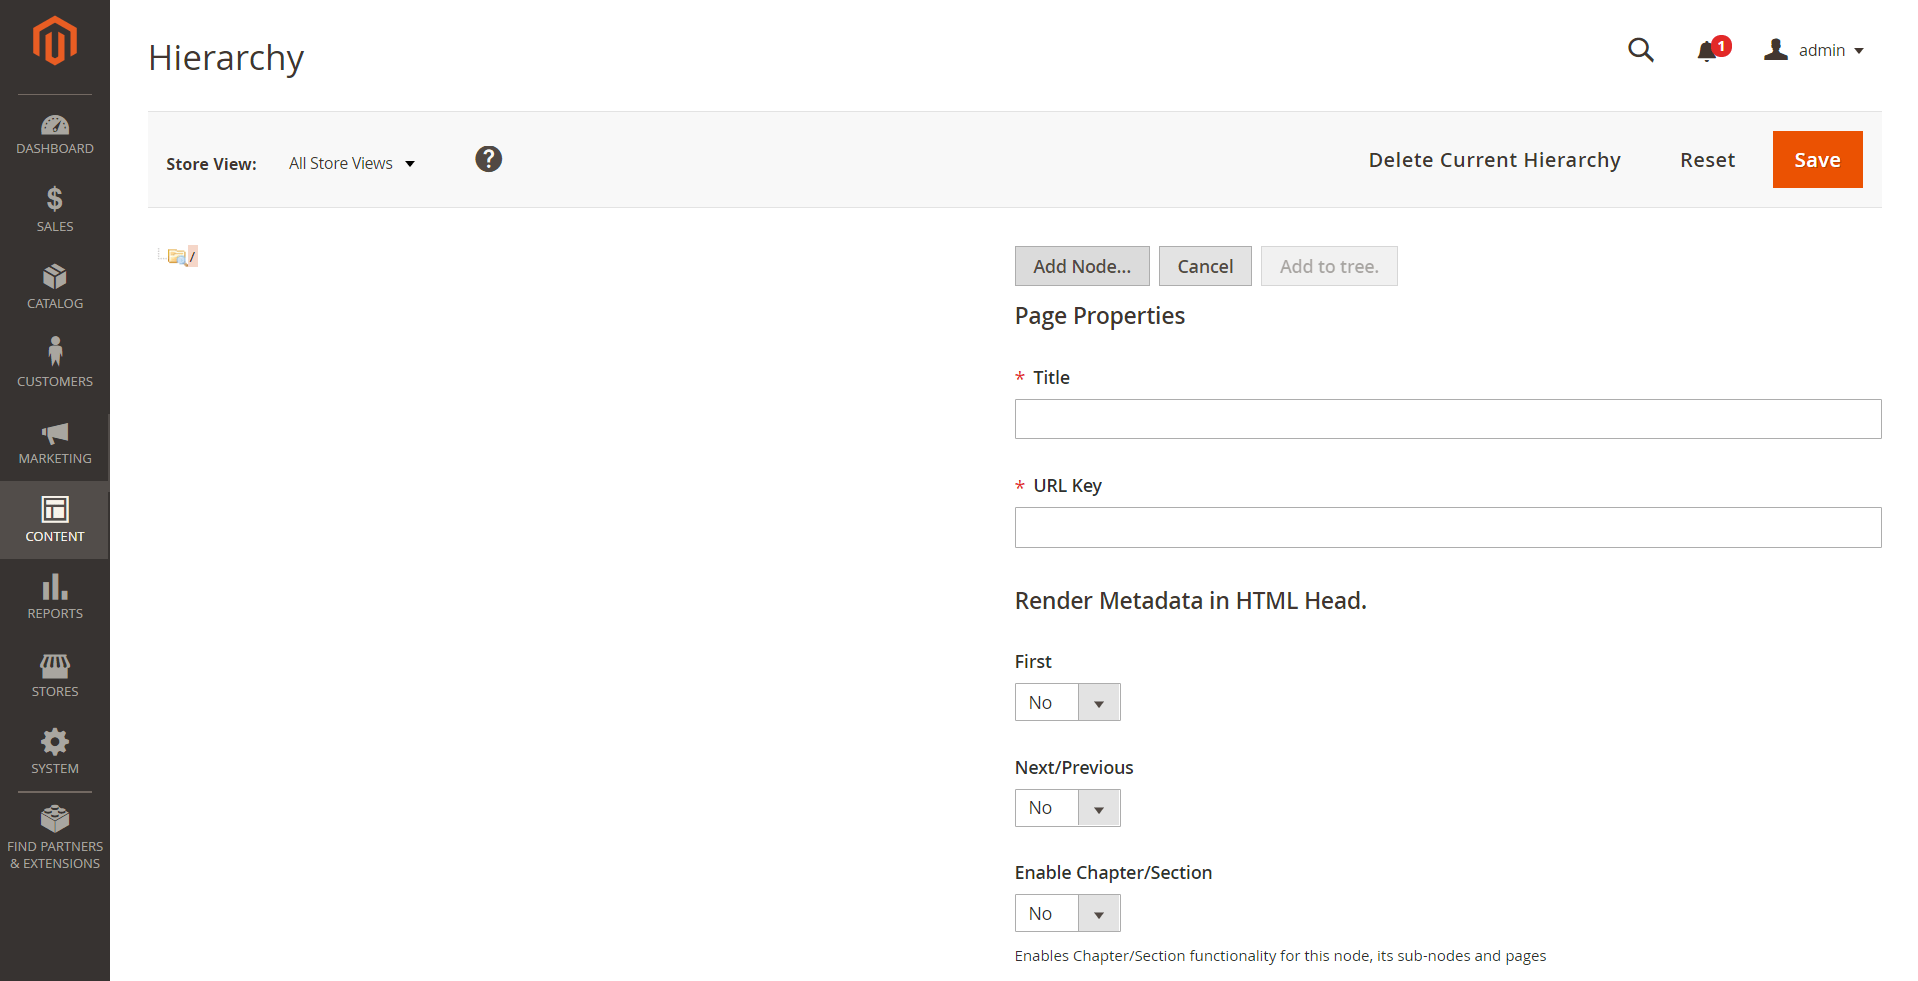 Hierarchy
1
admin
DASHBOARD
SALES
CATALOG
CUSTOMERS
MARKETING
CONTENT
REPORTS
STORES
SYSTEM
FIND PARTNERS
& EXTENSIONS
Store View: All Store Views ?
Delete Current Hierarchy Reset Save
/
Add Node... Cancel Add to tree.
Page Properties
* Title
* URL Key
Render Metadata in HTML Head.
First
No
Next/Previous
No
Enable Chapter/Section
No
Enables Chapter/Section functionality for this node, its sub-nodes and pages